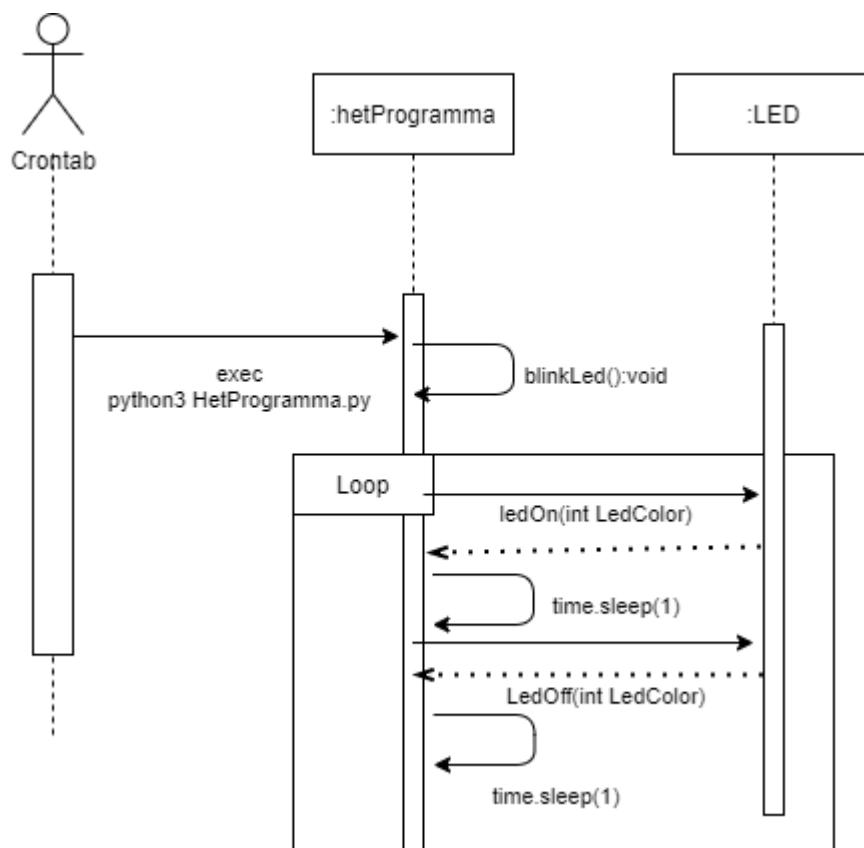 Crontab
:hetProgramma
:LED
exec
python3 HetProgramma.py
blinkLed():void
Loop
ledOn(int LedColor)
time.sleep(1)
LedOff(int LedColor)
time.sleep(1)